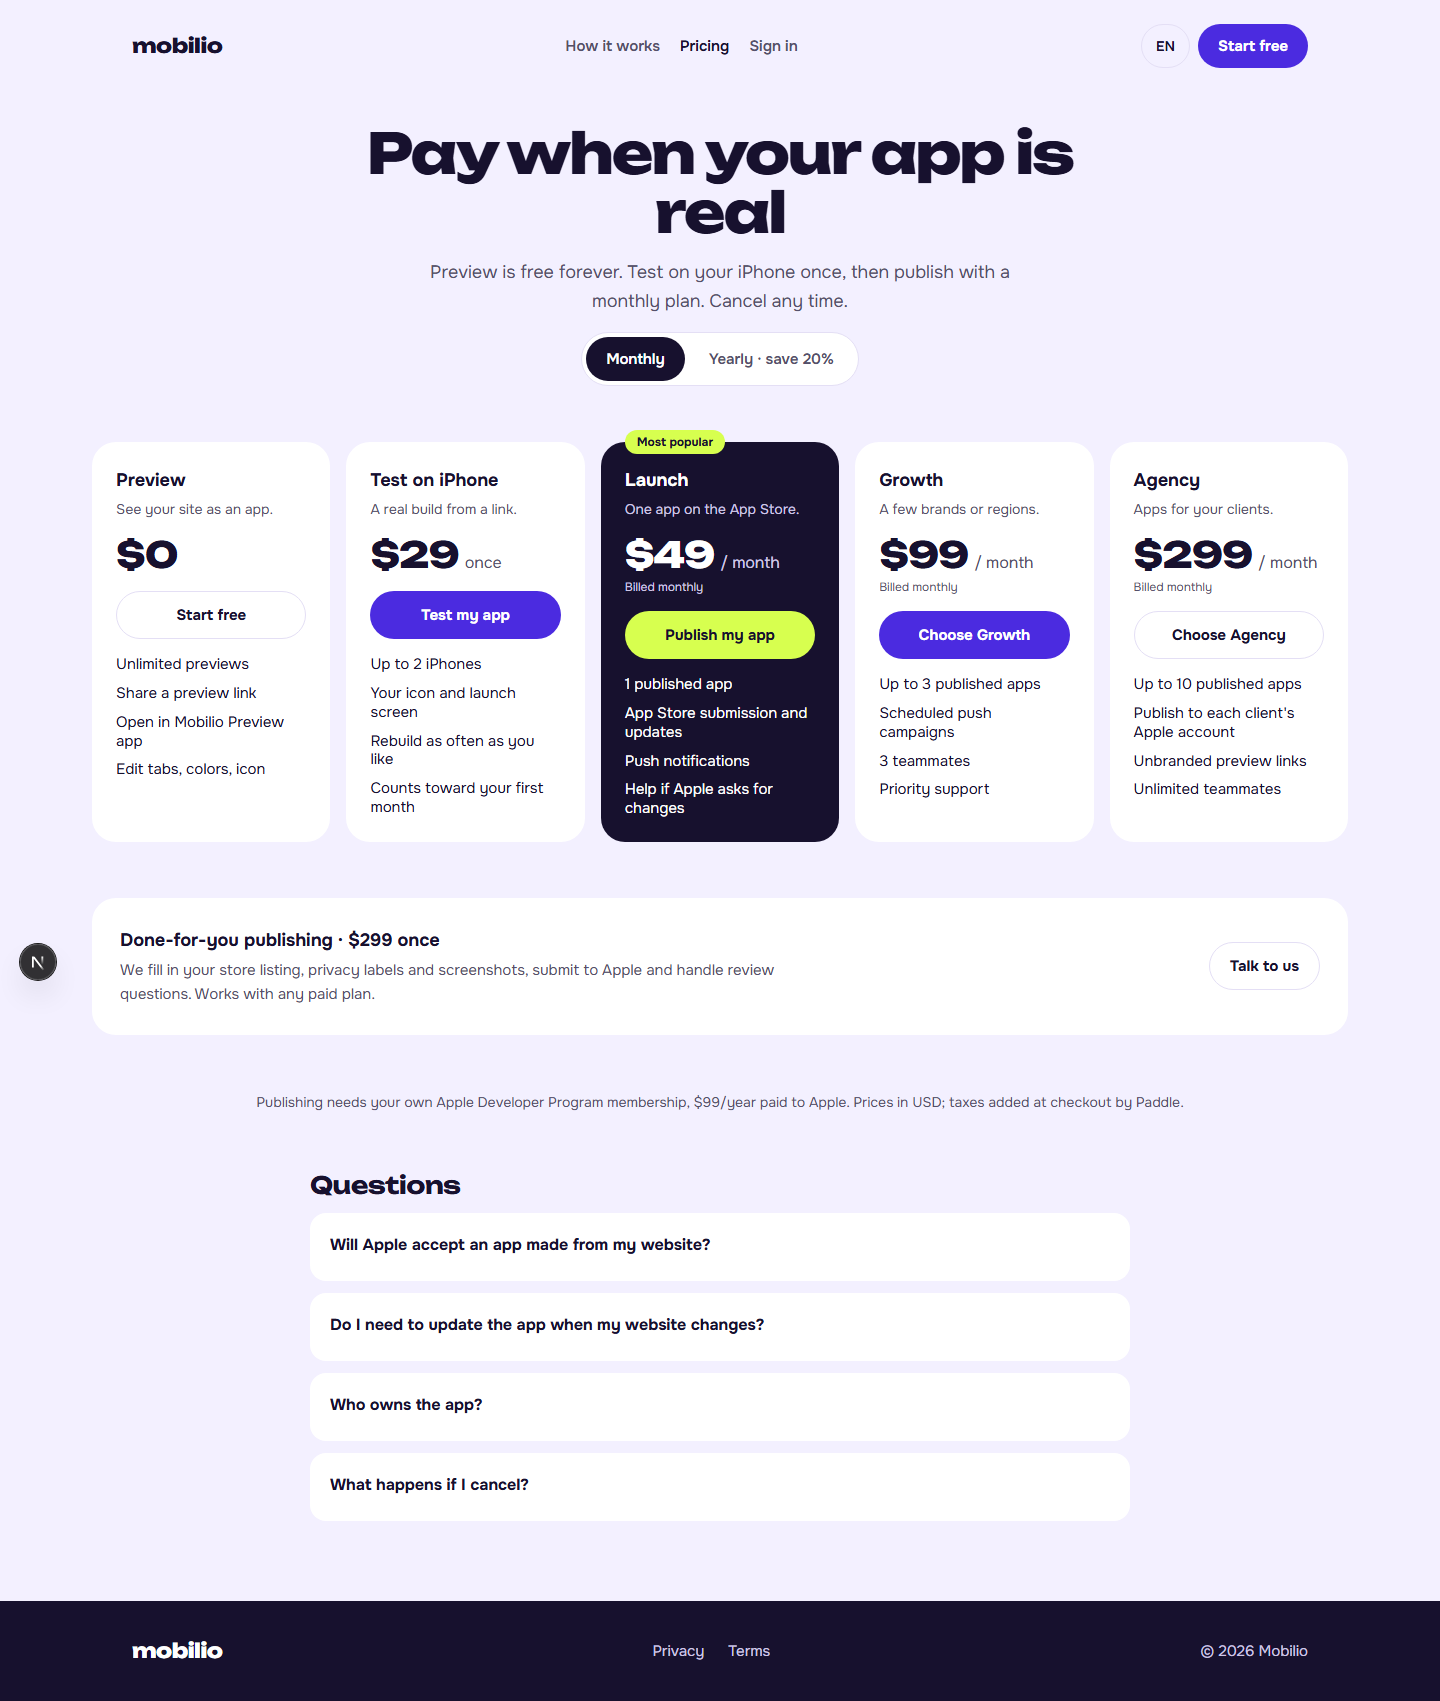 mobilio
How it works
Pricing
Sign in
EN
Start free
Pay when your app is
real
Preview is free forever. Test on your iPhone once, then publish with a
monthly plan. Cancel any time.
Monthly
Yearly · save 20%
Preview
See your site as an app.
$0
Start free
Unlimited previews
Share a preview link
Open in Mobilio Preview
app
Edit tabs, colors, icon
Test on iPhone
A real build from a link.
$29 once
Test my app
Up to 2 iPhones
Your icon and launch
screen
Rebuild as often as you
like
Counts toward your first
month
Most popular
Launch
One app on the App Store.
$49 / month
Billed monthly
Publish my app
1 published app
App Store submission and
updates
Push notifications
Help if Apple asks for
changes
Growth
A few brands or regions.
$99 / month
Billed monthly
Choose Growth
Up to 3 published apps
Scheduled push
campaigns
3 teammates
Priority support
Agency
Apps for your clients.
$299 / month
Billed monthly
Choose Agency
Up to 10 published apps
Publish to each client's
Apple account
Unbranded preview links
Unlimited teammates
Done-for-you publishing · $299 once
We fill in your store listing, privacy labels and screenshots, submit to Apple and handle review
questions. Works with any paid plan.
Talk to us
N
Publishing needs your own Apple Developer Program membership, $99/year paid to Apple. Prices in USD; taxes added at checkout by Paddle.
Questions
Will Apple accept an app made from my website?
Do I need to update the app when my website changes?
Who owns the app?
What happens if I cancel?
mobilio
Privacy
Terms
© 2026 Mobilio